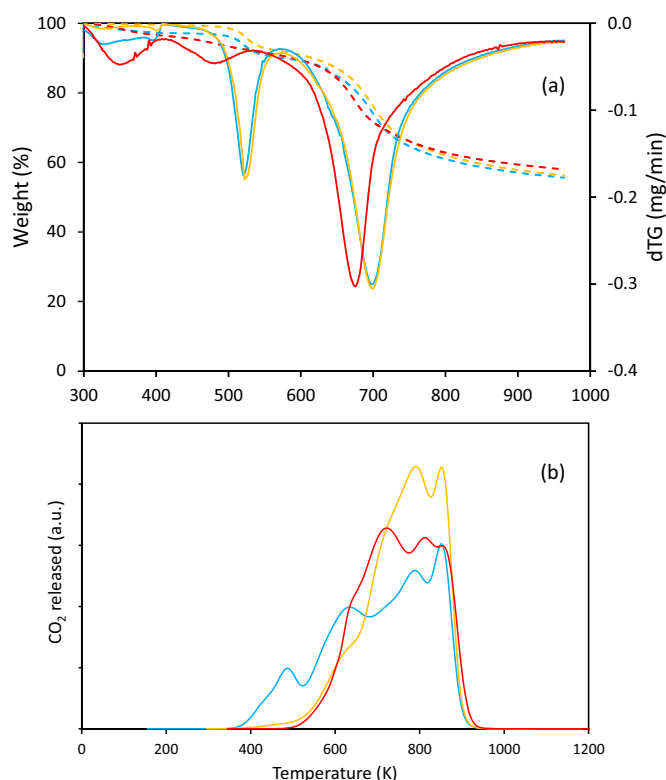 100
80
60
40
20
0
Weight (%)
0.0
-0.1
-0.2
-0.3
-0.4
dTG (mg/min)
(a)
300 400 500 600 700 800 900 1000
(b)
CO₂ released (a.u.)
0 200 400 600 800 1000 1200
Temperature (K)